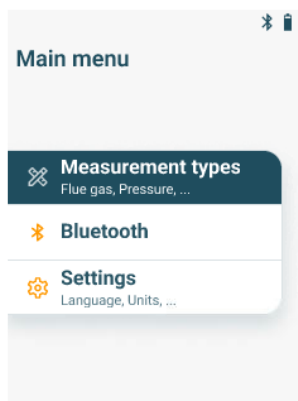 Main menu
Measurement types
Flue gas, Pressure, ...
Bluetooth
Settings
Language, Units, ...